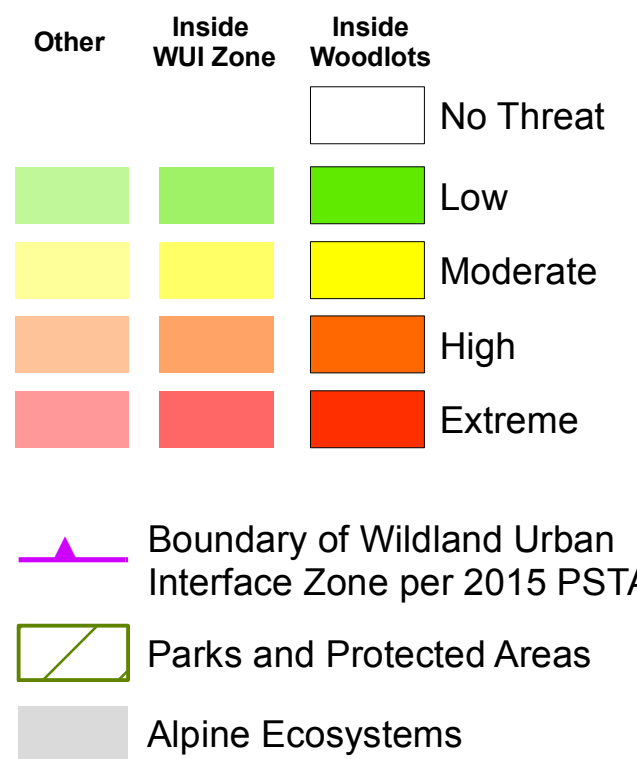 Other
Inside
WUI Zone
Inside
Woodlots
No Threat
Low
Moderate
High
Extreme
Boundary of Wildland Urban
Interface Zone per 2015 PSTA
Parks and Protected Areas
Alpine Ecosystems